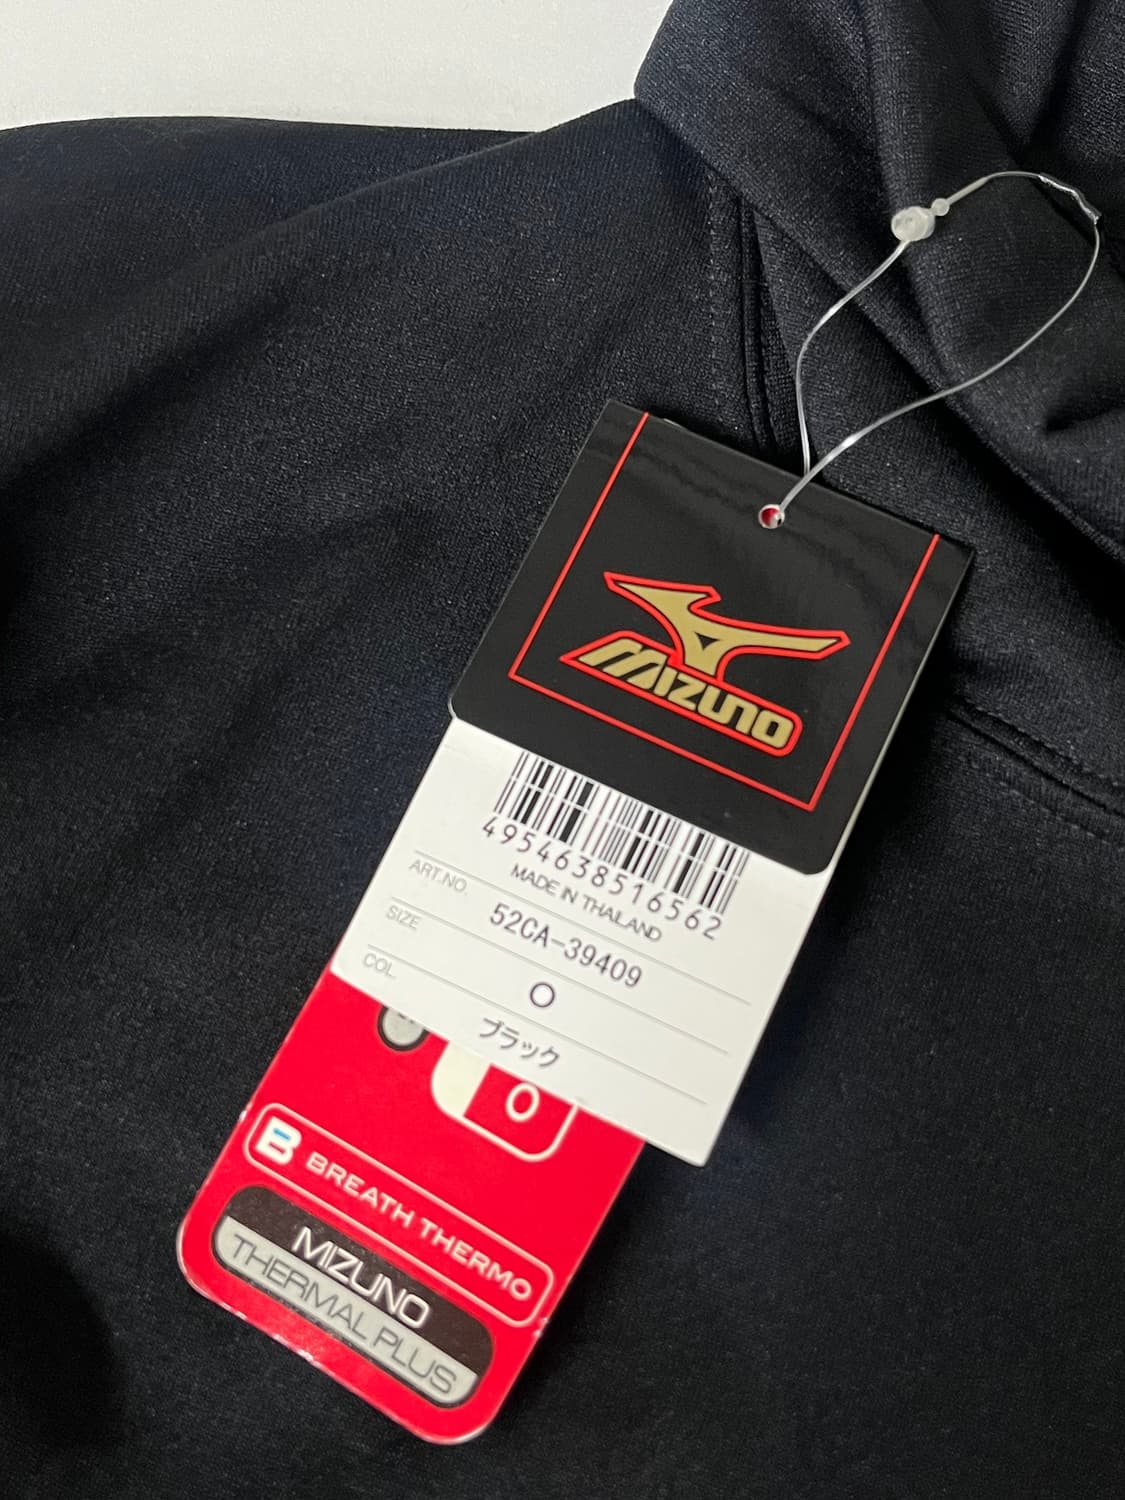 MIZUNO
4954638516562
MADE IN THAILAND
ART.NO. 52CA-39409
SIZE O
COL. ブラック
O
B BREATH THERMO
MIZUNO
THERMAL PLUS